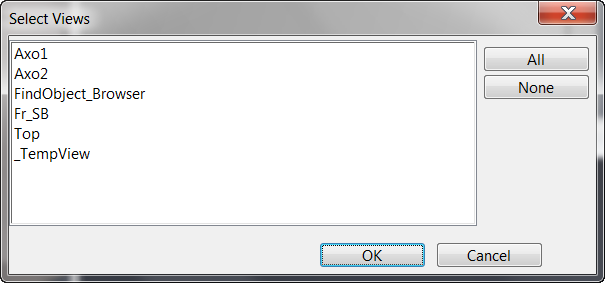 Select Views
Axo1
Axo2
FindObject_Browser
Fr_SB
Top
_TempView
All
None
OK
Cancel